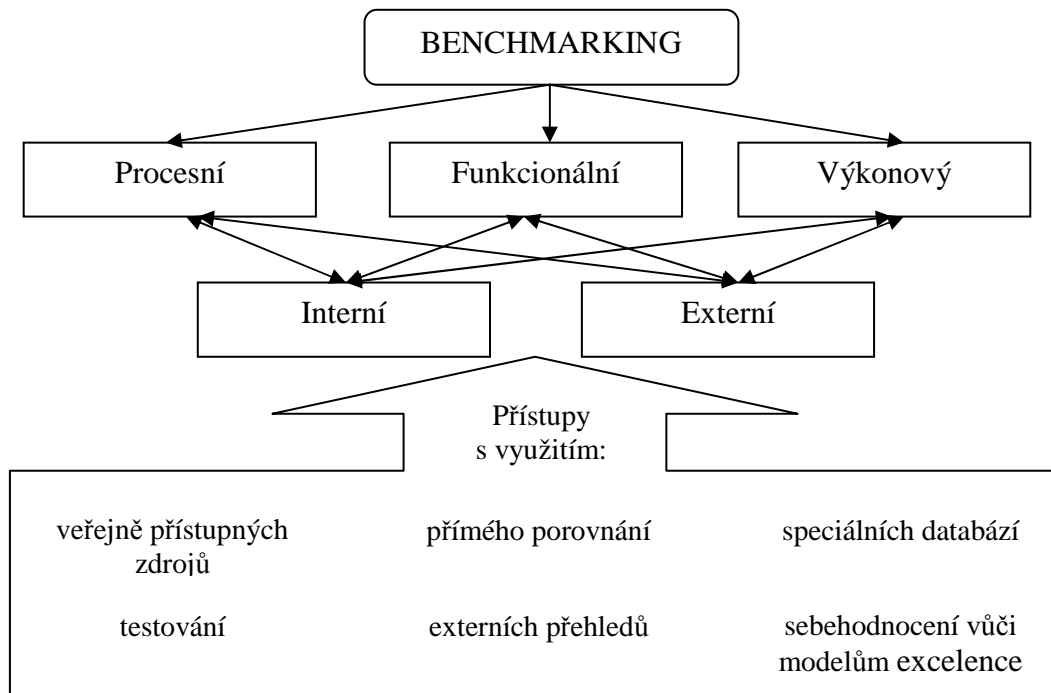 BENCHMARKING
Procesní
Funkcionální
Výkonový
Interní
Externí
Přístupy
s využitím:
veřejně přístupných
zdrojů
přímého porovnání
speciálních databází
testování
externích přehledů
sebehodnocení vůči
modelům excelence